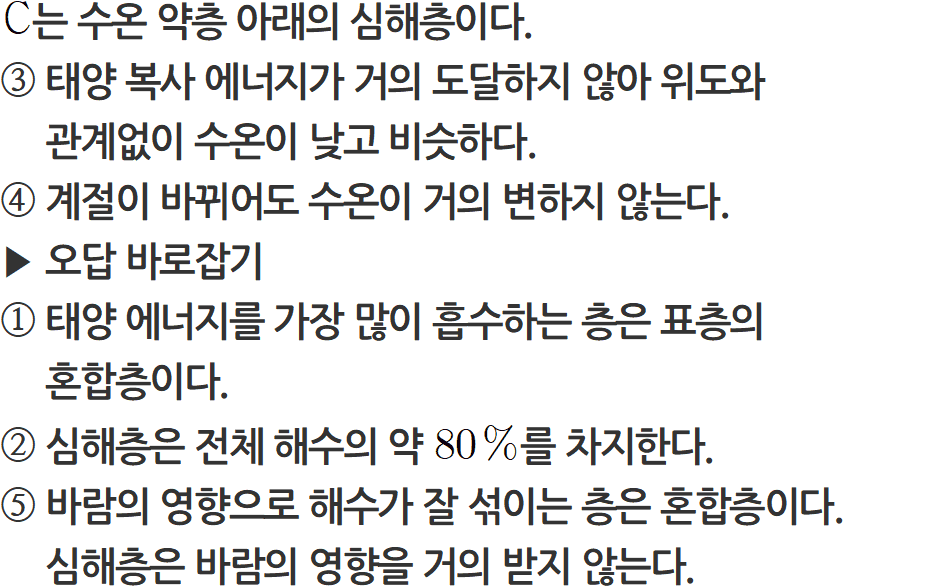 C는 수온 약층 아래의 심해층이다.
③ 태양 복사 에너지가 거의 도달하지 않아 위도와
관계없이 수온이 낮고 비슷하다.
④ 계절이 바뀌어도 수온이 거의 변하지 않는다.
▶ 오답 바로잡기
① 태양 에너지를 가장 많이 흡수하는 층은 표층의
혼합층이다.
② 심해층은 전체 해수의 약 80%를 차지한다.
⑤ 바람의 영향으로 해수가 잘 섞이는 층은 혼합층이다.
심해층은 바람의 영향을 거의 받지 않는다.